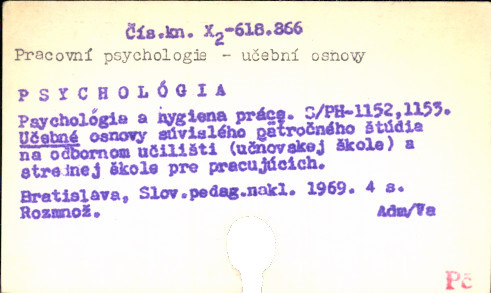 Čís.kn. X2-618.866
Pracovní psychologie - učební osnovy
PSYCHOLÓGIA
Psychológia a hygiena práce. S/PH-1152,1153.
Učebné osnovy súvislého päťročného štúdia
na odbornom učilišti (učňovskej škole) a
strednej škole pre pracujúcich.
Bratislava, Slov.pedag.nakl. 1969. 4 s.
Rozmnož. Adm/Va
Pč